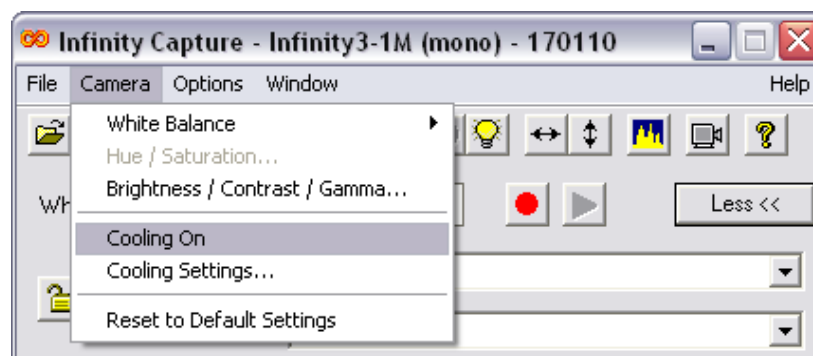 Infinity Capture - Infinity3-1M (mono) - 170110
File Camera Options Window Help
White Balance
Hue / Saturation...
Brightness / Contrast / Gamma...
Wh
Less <<
Cooling On
Cooling Settings...
Reset to Default Settings